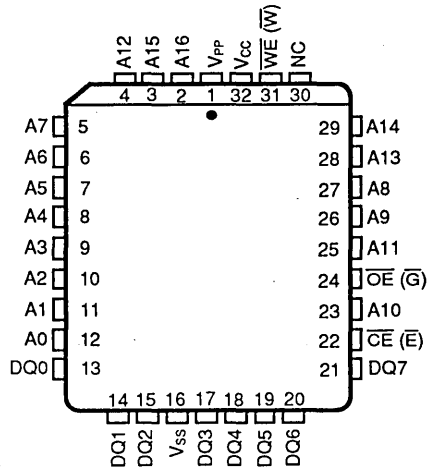 A12 A15 A16 VPP VCC W̅E̅ (W̅) NC
4 3 2 1 32 31 30
A7 5 29 A14
A6 6 28 A13
A5 7 27 A8
A4 8 26 A9
A3 9 25 A11
A2 10 24 O̅E̅ (G̅)
A1 11 23 A10
A0 12 22 C̅E̅ (E̅)
DQ0 13 21 DQ7
14 15 16 17 18 19 20
DQ1 DQ2 VSS DQ3 DQ4 DQ5 DQ6